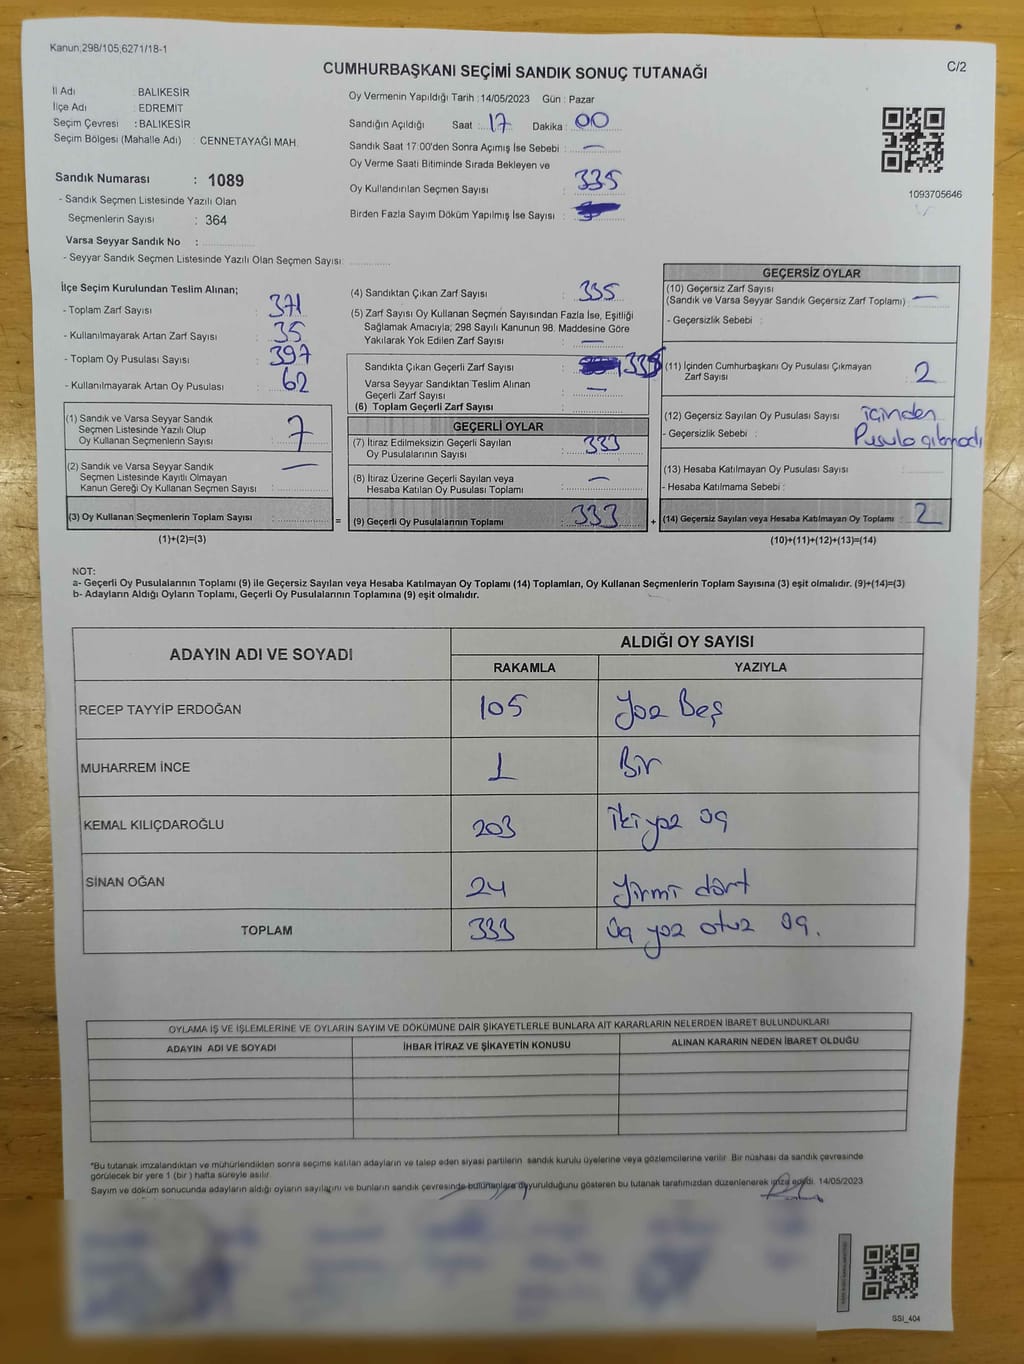 Kanun;298/105,6271/18-1
CUMHURBAŞKANI SEÇİMİ SANDIK SONUÇ TUTANAĞI
C/2
İl Adı : BALIKESİR
İlçe Adı : EDREMİT
Seçim Çevresi : BALIKESİR
Seçim Bölgesi (Mahalle Adı) : CENNETAYAĞI MAH.
Oy Vermenin Yapıldığı Tarih :14/05/2023 Gün : Pazar
Sandığın Açıldığı Saat : 17 Dakika : 00
Sandık Saat 17:00'den Sonra Açımış İse Sebebi : —
Oy Verme Saati Bitiminde Sırada Bekleyen ve
Oy Kullandırılan Seçmen Sayısı : 335
Birden Fazla Sayım Döküm Yapılmış İse Sayısı :
1093705646
Sandık Numarası : 1089
- Sandık Seçmen Listesinde Yazılı Olan
Seçmenlerin Sayısı : 364
Varsa Seyyar Sandık No :
- Seyyar Sandık Seçmen Listesinde Yazılı Olan Seçmen Sayısı:
İlçe Seçim Kurulundan Teslim Alınan;
- Toplam Zarf Sayısı : 371
- Kullanılmayarak Artan Zarf Sayısı : 35
- Toplam Oy Pusulası Sayısı : 397
- Kullanılmayarak Artan Oy Pusulası : 62
(1) Sandık ve Varsa Seyyar Sandık
Seçmen Listesinde Yazılı Olup
Oy Kullanan Seçmenlerin Sayısı : 7
(2) Sandık ve Varsa Seyyar Sandık
Seçmen Listesinde Kayıtlı Olmayan
Kanun Gereği Oy Kullanan Seçmen Sayısı : —
(3) Oy Kullanan Seçmenlerin Toplam Sayısı :
(1)+(2)=(3)
=
(4) Sandıktan Çıkan Zarf Sayısı : 335
(5) Zarf Sayısı Oy Kullanan Seçmen Sayısından Fazla İse, Eşitliği
Sağlamak Amacıyla; 298 Sayılı Kanunun 98. Maddesine Göre
Yakılarak Yok Edilen Zarf Sayısı : —
Sandıkta Çıkan Geçerli Zarf Sayısı : 335
Varsa Seyyar Sandıktan Teslim Alınan
Geçerli Zarf Sayısı : —
(6) Toplam Geçerli Zarf Sayısı :
GEÇERLİ OYLAR
(7) İtiraz Edilmeksizin Geçerli Sayılan
Oy Pusulalarının Sayısı : 333
(8) İtiraz Üzerine Geçerli Sayılan veya
Hesaba Katılan Oy Pusulası Toplamı : —
(9) Geçerli Oy Pusulalarının Toplamı : 333
+
GEÇERSİZ OYLAR
(10) Geçersiz Zarf Sayısı
(Sandık ve Varsa Seyyar Sandık Geçersiz Zarf Toplamı) : —
- Geçersizlik Sebebi :
(11) İçinden Cumhurbaşkanı Oy Pusulası Çıkmayan
Zarf Sayısı : 2
(12) Geçersiz Sayılan Oy Pusulası Sayısı : içinden
- Geçersizlik Sebebi : Pusula çıkmadı
(13) Hesaba Katılmayan Oy Pusulası Sayısı :
- Hesaba Katılmama Sebebi :
(14) Geçersiz Sayılan veya Hesaba Katılmayan Oy Toplamı : 2
(10)+(11)+(12)+(13)=(14)
NOT:
a- Geçerli Oy Pusulalarının Toplamı (9) ile Geçersiz Sayılan veya Hesaba Katılmayan Oy Toplamı (14) Toplamları, Oy Kullanan Seçmenlerin Toplam Sayısına (3) eşit olmalıdır. (9)+(14)=(3)
b- Adayların Aldığı Oyların Toplamı, Geçerli Oy Pusulalarının Toplamına (9) eşit olmalıdır.
ADAYIN ADI VE SOYADI
ALDIĞI OY SAYISI
RAKAMLA YAZIYLA
RECEP TAYYİP ERDOĞAN 105 Yüz Beş
MUHARREM İNCE 1 Bir
KEMAL KILIÇDAROĞLU 203 İki yüz üç
SİNAN OĞAN 24 Yirmi dört
TOPLAM 333 Üç yüz otuz üç.
OYLAMA İŞ VE İŞLEMLERİNE VE OYLARIN SAYIM VE DÖKÜMÜNE DAİR ŞİKAYETLERLE BUNLARA AİT KARARLARIN NELERDEN İBARET BULUNDUKLARI
ADAYIN ADI VE SOYADI İHBAR İTİRAZ VE ŞİKAYETİN KONUSU ALINAN KARARIN NEDEN İBARET OLDUĞU
*Bu tutanak imzalandıktan ve mühürlendikten sonra seçime katılan adayların ve talep eden siyasi partilerin sandık kurulu üyelerine veya gözlemcilerine verilir. Bir nüshası da sandık çevresinde
görülecek bir yere 1 (bir) hafta süreyle asılır.
Sayım ve döküm sonucunda adayların aldığı oyların sayılarını ve bunların sandık çevresinde bulunanlara duyurulduğunu gösteren bu tutanak tarafımızdan düzenlenerek imza edildi. 14/05/2023
SSI_404